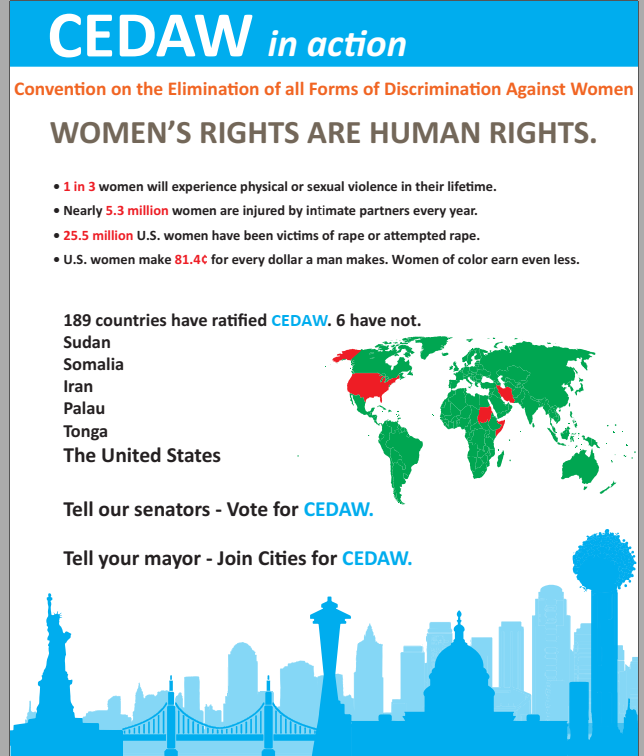 CEDAW in action
Convention on the Elimination of all Forms of Discrimination Against Women
WOMEN'S RIGHTS ARE HUMAN RIGHTS.
• 1 in 3 women will experience physical or sexual violence in their lifetime.
• Nearly 5.3 million women are injured by intimate partners every year.
• 25.5 million U.S. women have been victims of rape or attempted rape.
• U.S. women make 81.4¢ for every dollar a man makes. Women of color earn even less.
189 countries have ratified CEDAW. 6 have not.
Sudan
Somalia
Iran
Palau
Tonga
The United States
Tell our senators - Vote for CEDAW.
Tell your mayor - Join Cities for CEDAW.